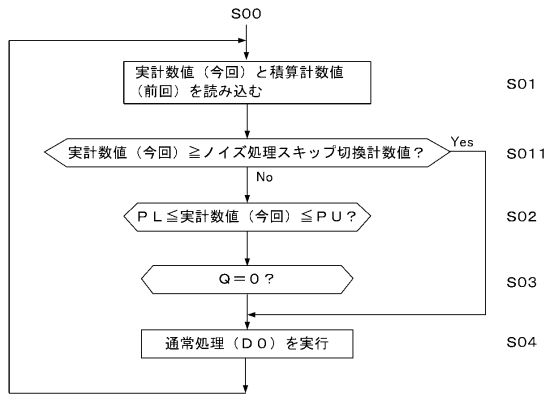 S00
実計数値（今回）と積算計数値
（前回）を読み込む
S01
実計数値（今回）≧ノイズ処理スキップ切換計数値？
Yes
S011
No
ＰＬ≦実計数値（今回）≦ＰＵ？
S02
Ｑ＝０？
S03
通常処理（Ｄ０）を実行
S04